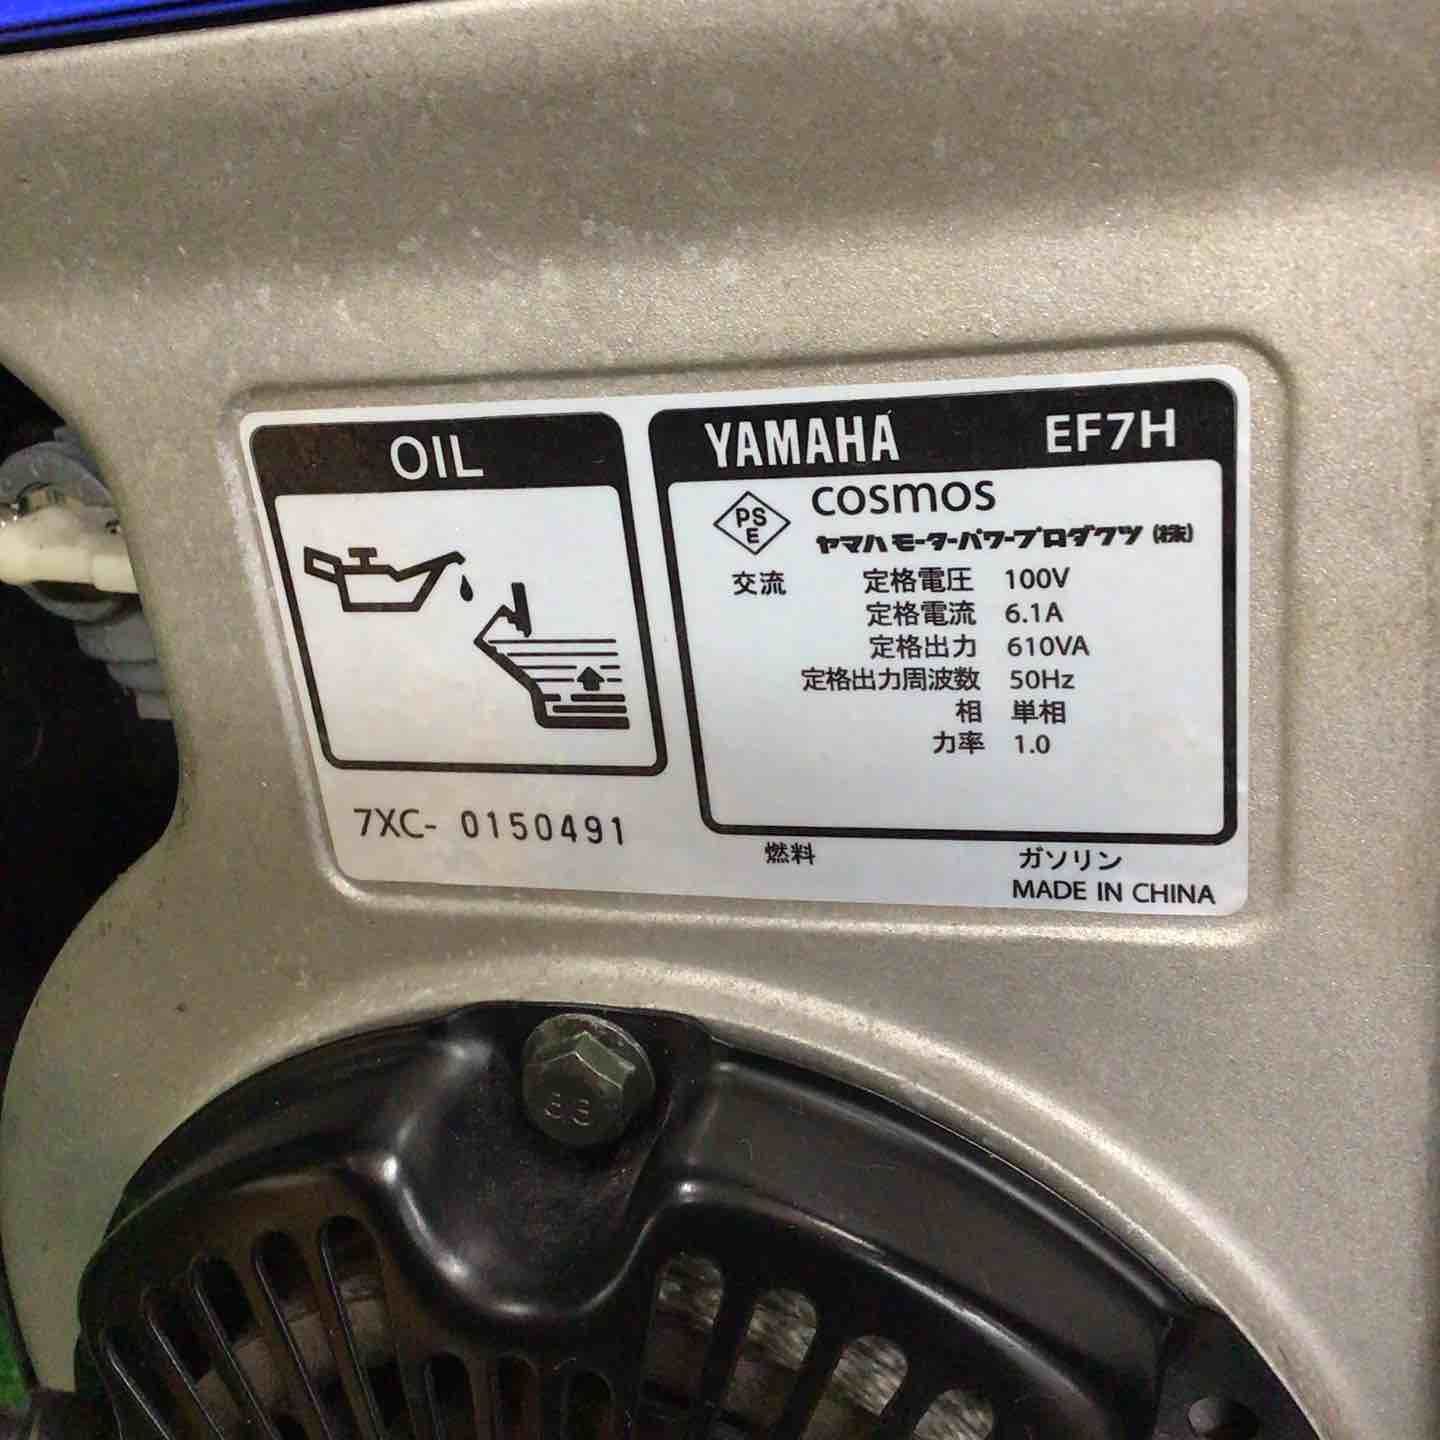 OIL
7XC- 0150491
YAMAHA EF7H
PS
E
cosmos
ヤマハモーターパワープロダクツ(株)
交流 定格電圧 100V
定格電流 6.1A
定格出力 610VA
定格出力周波数 50Hz
相 単相
力率 1.0
燃料 ガソリン
MADE IN CHINA